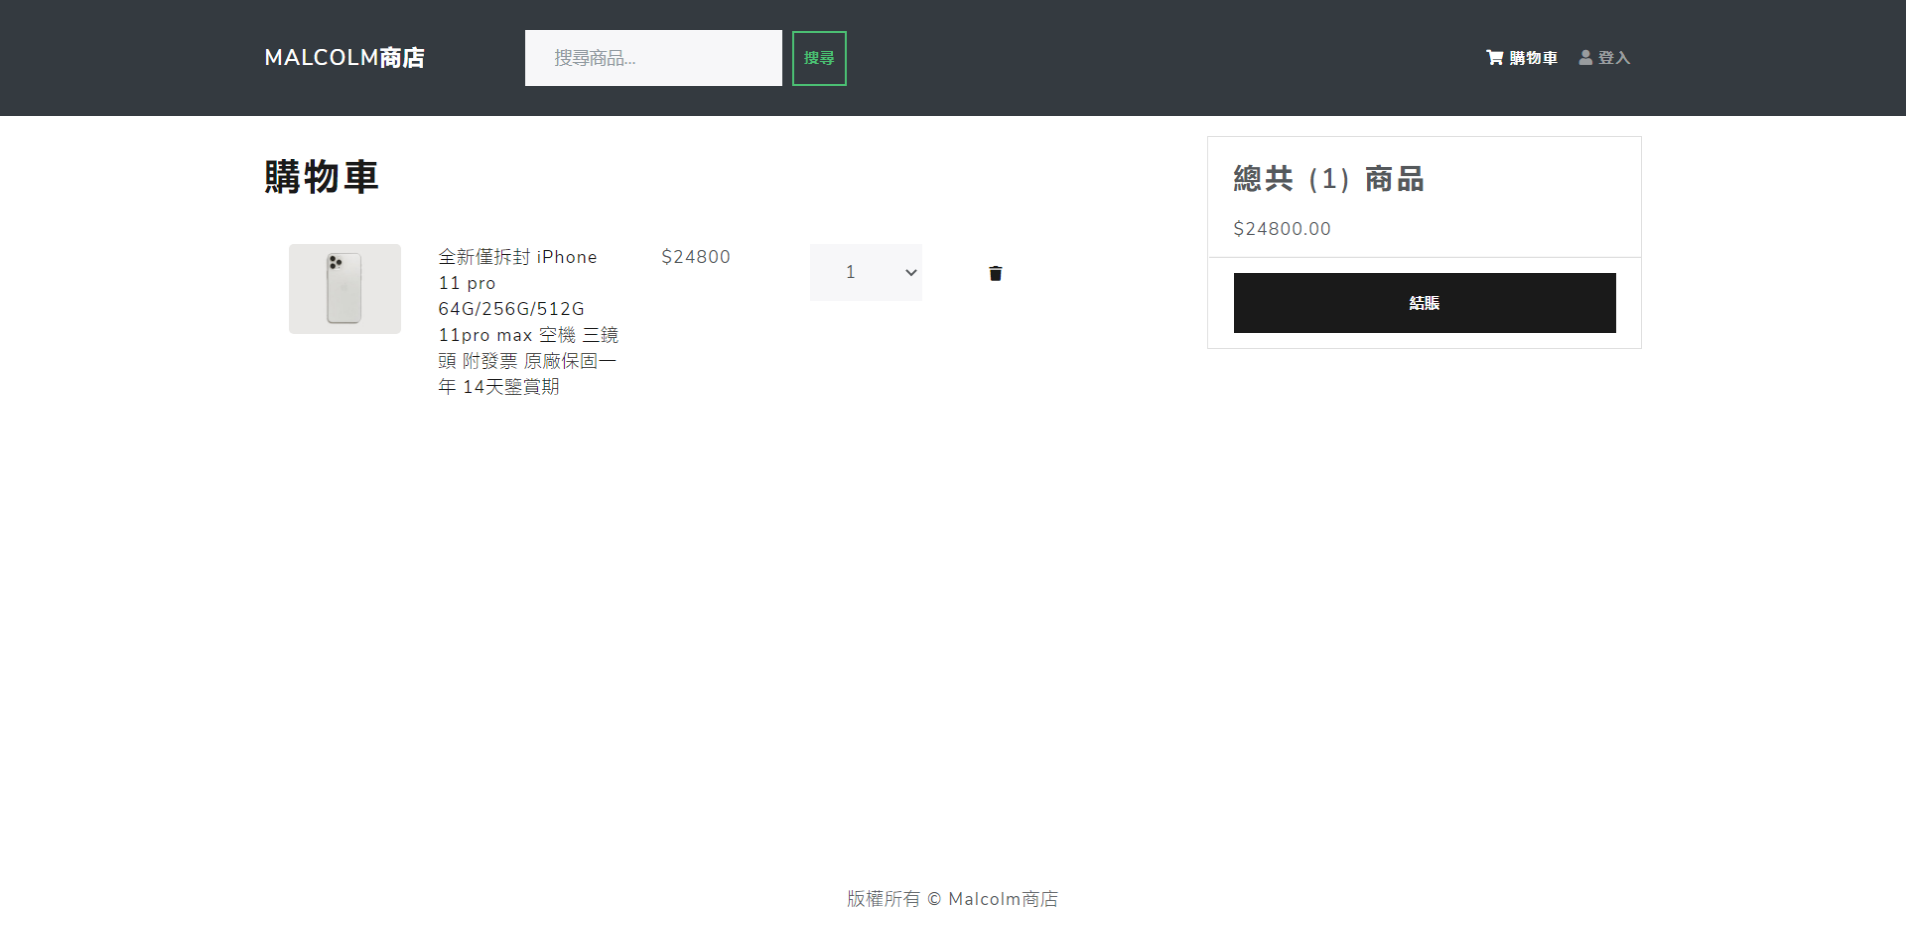 MALCOLM商店
搜尋商品...
搜尋
購物車
登入
購物車
全新僅拆封 iPhone
11 pro
64G/256G/512G
11pro max 空機 三鏡
頭 附發票 原廠保固一
年 14天鑒賞期
$24800
1
總共 (1) 商品
$24800.00
結賬
版權所有 © Malcolm商店